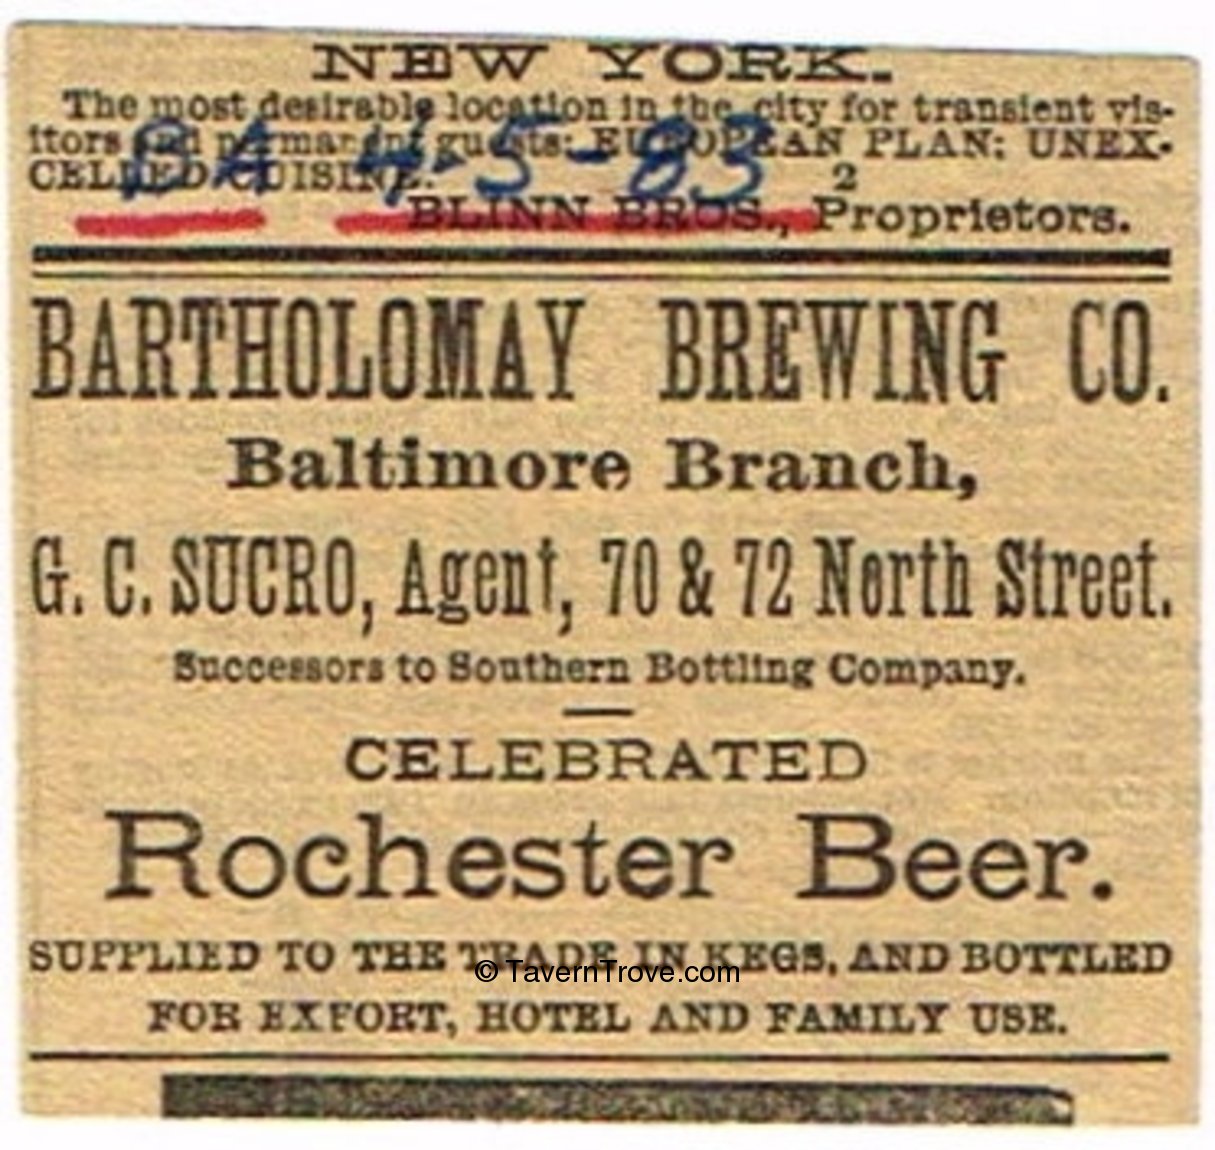 NEW YORK.
The most desirable location in the city for transient vis-
itors and permanent guests: EUROPEAN PLAN: UNEX-
CELLED CUISINE. 2
BA 4-5-83
BLINN BROS., Proprietors.
BARTHOLOMAY BREWING CO.
Baltimore Branch,
G. C. SUCRO, Agent, 70 & 72 North Street.
Successors to Southern Bottling Company.
CELEBRATED
Rochester Beer.
SUPPLIED TO THE TRADE IN KEGS, AND BOTTLED
© TavernTrove.com
FOR EXPORT, HOTEL AND FAMILY USE.